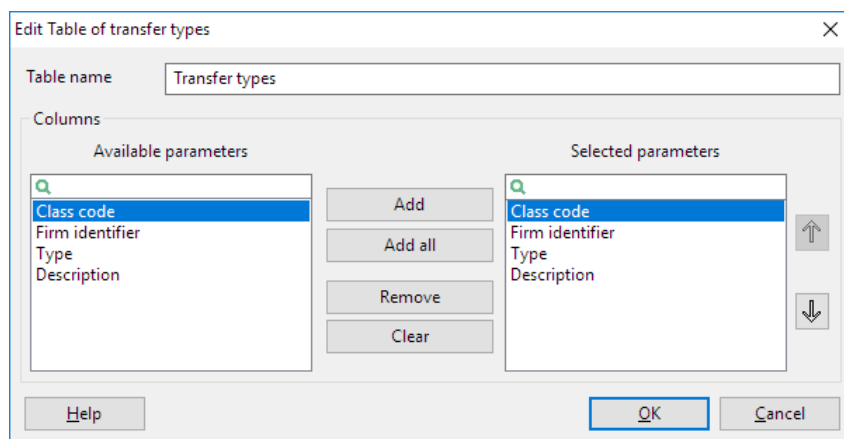 Edit Table of transfer types
Table name
Transfer types
Columns
Available parameters
Class code
Firm identifier
Type
Description
Add
Add all
Remove
Clear
Selected parameters
Class code
Firm identifier
Type
Description
Help
OK
Cancel